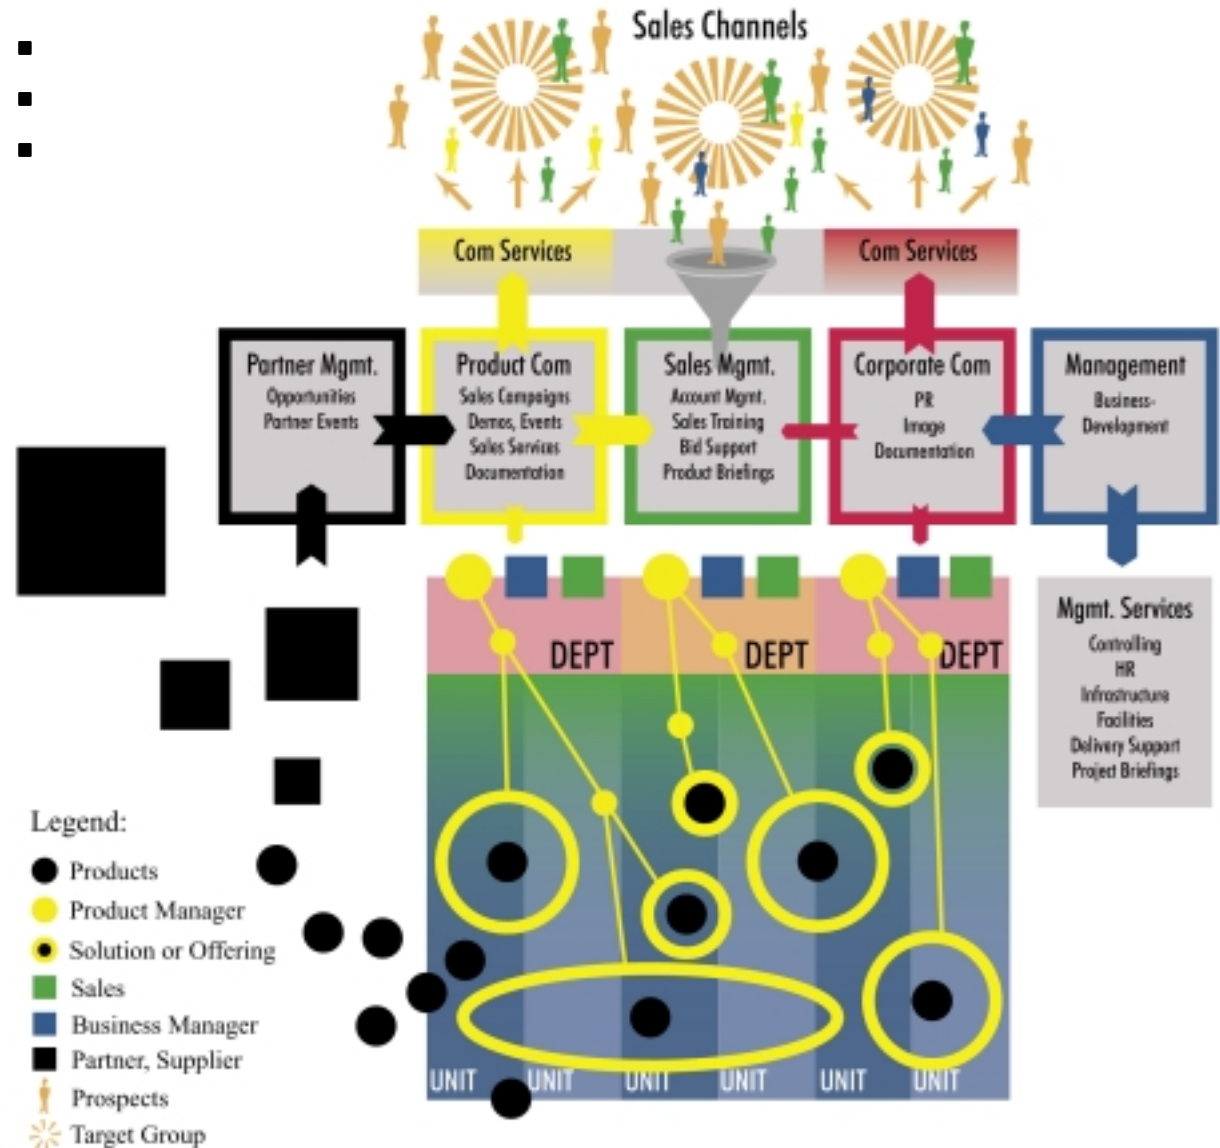 Sales Channels
Com Services
Com Services
Partner Mgmt.
Opportunities
Partner Events
Product Com
Sales Campaigns
Demos, Events
Sales Services
Documentation
Sales Mgmt.
Account Mgmt.
Sales Training
Bid Support
Product Briefings
Corporate Com
PR
Image
Documentation
Management
Business-
Development
DEPT
DEPT
DEPT
Mgmt. Services
Controlling
HR
Infrastructure
Facilities
Delivery Support
Project Briefings
Legend:
Products
Product Manager
Solution or Offering
Sales
Business Manager
Partner, Supplier
Prospects
Target Group
UNIT
UNIT
UNIT
UNIT
UNIT
UNIT